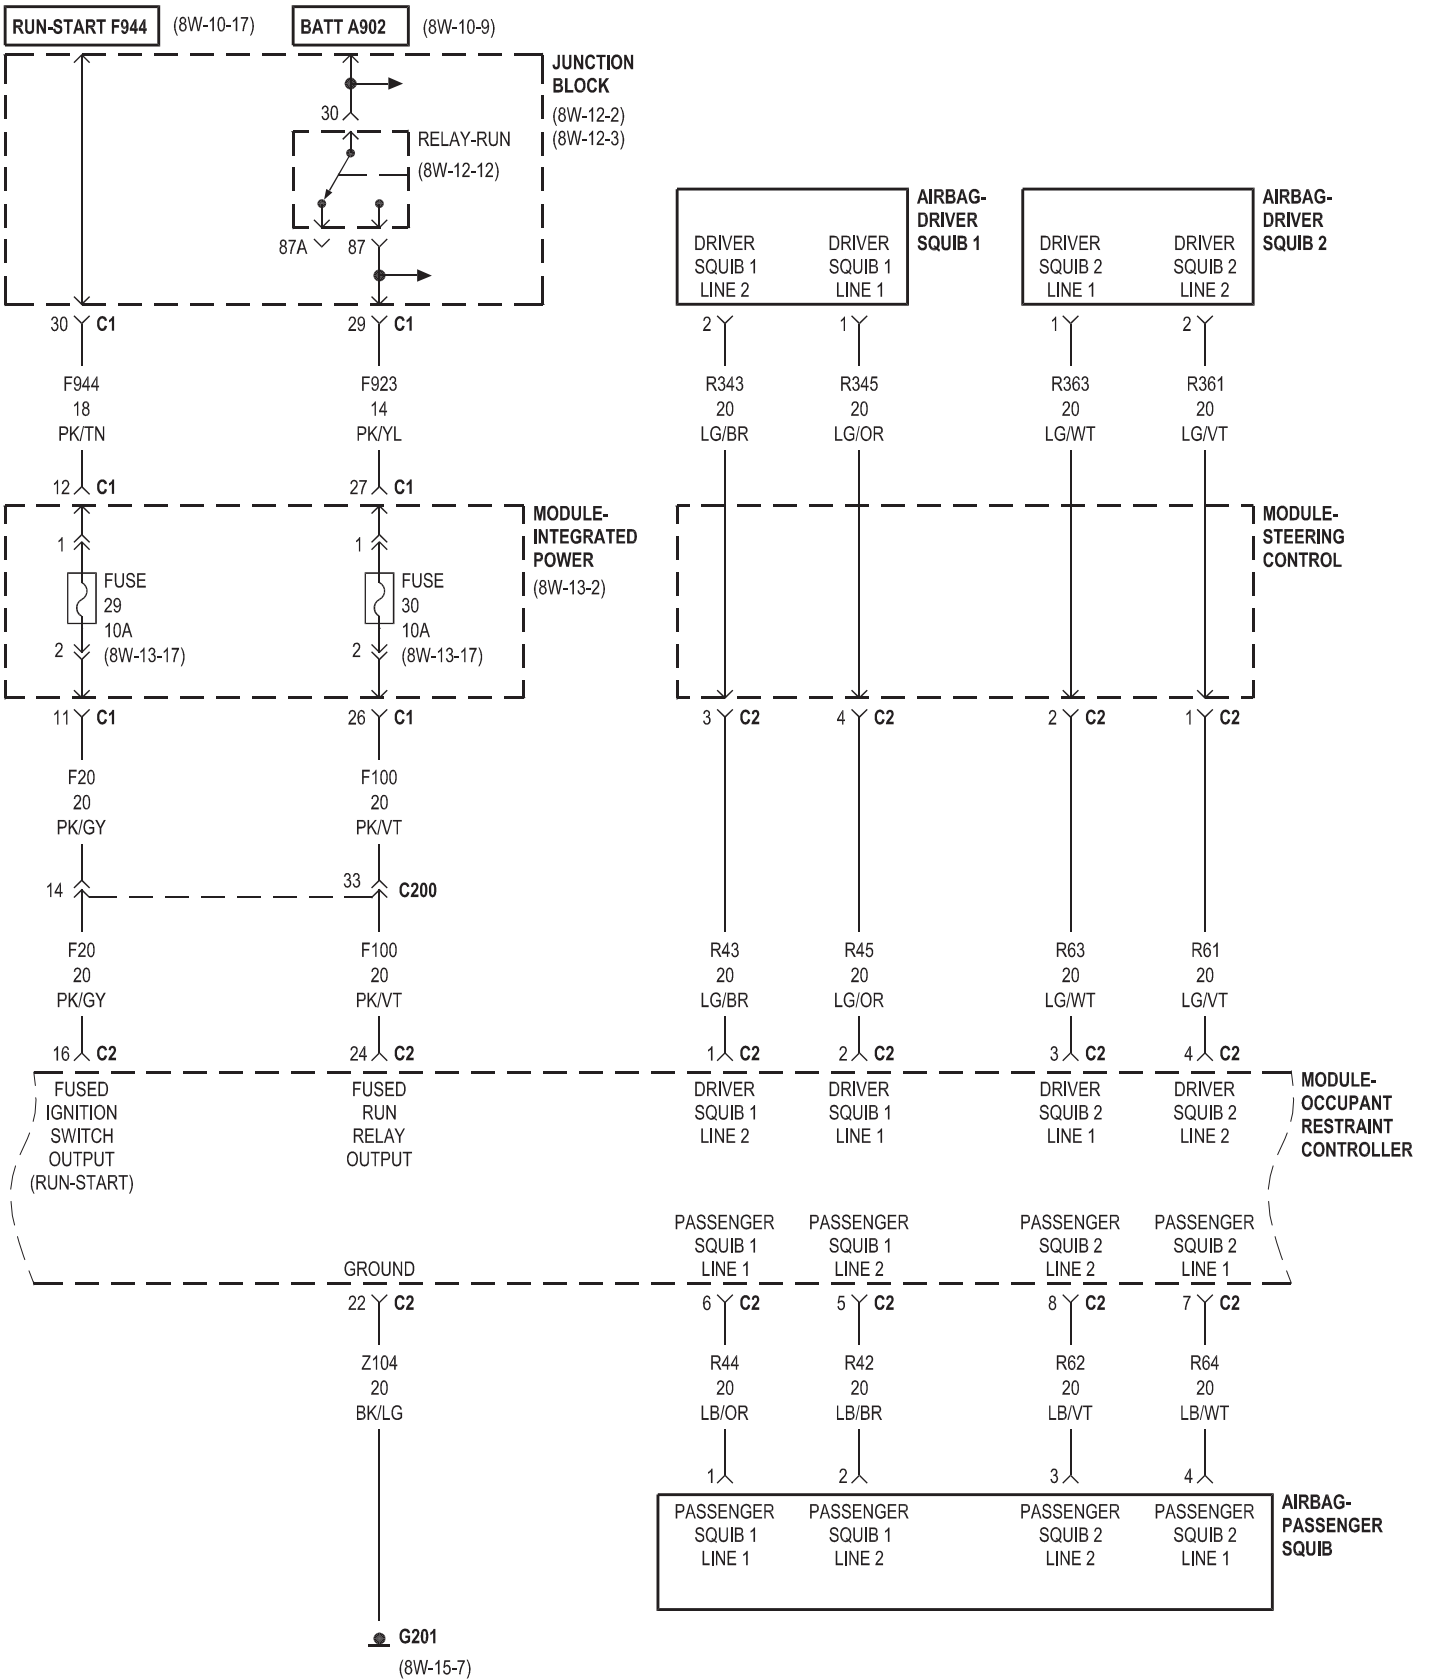 RUN-START F944 (8W-10-17) BATT A902 (8W-10-9)
JUNCTION
BLOCK
(8W-12-2)
(8W-12-3)
30
RELAY-RUN
(8W-12-12)
87A 87
30 C1 29 C1
F944 F923
18 14
PK/TN PK/YL
12 C1 27 C1
MODULE-
INTEGRATED
POWER
(8W-13-2)
1 1
FUSE FUSE
29 30
10A 10A
2 (8W-13-17) 2 (8W-13-17)
11 C1 26 C1
F20 F100
20 20
PK/GY PK/VT
14 33 C200
F20 F100
20 20
PK/GY PK/VT
16 C2 24 C2
AIRBAG-
DRIVER
SQUIB 1
AIRBAG-
DRIVER
SQUIB 2
DRIVER DRIVER DRIVER DRIVER
SQUIB 1 SQUIB 1 SQUIB 2 SQUIB 2
LINE 2 LINE 1 LINE 1 LINE 2
2 1 1 2
R343 R345 R363 R361
20 20 20 20
LG/BR LG/OR LG/WT LG/VT
MODULE-
STEERING
CONTROL
3 C2 4 C2 2 C2 1 C2
R43 R45 R63 R61
20 20 20 20
LG/BR LG/OR LG/WT LG/VT
1 C2 2 C2 3 C2 4 C2
MODULE-
OCCUPANT
RESTRAINT
CONTROLLER
FUSED FUSED DRIVER DRIVER DRIVER DRIVER
IGNITION RUN SQUIB 1 SQUIB 1 SQUIB 2 SQUIB 2
SWITCH RELAY LINE 2 LINE 1 LINE 1 LINE 2
OUTPUT OUTPUT
(RUN-START)
PASSENGER PASSENGER PASSENGER PASSENGER
SQUIB 1 SQUIB 1 SQUIB 2 SQUIB 2
GROUND LINE 1 LINE 2 LINE 2 LINE 1
22 C2 6 C2 5 C2 8 C2 7 C2
Z104 R44 R42 R62 R64
20 20 20 20 20
BK/LG LB/OR LB/BR LB/VT LB/WT
1 2 3 4
PASSENGER PASSENGER PASSENGER PASSENGER
SQUIB 1 SQUIB 1 SQUIB 2 SQUIB 2
LINE 1 LINE 2 LINE 2 LINE 1
AIRBAG-
PASSENGER
SQUIB
G201
(8W-15-7)